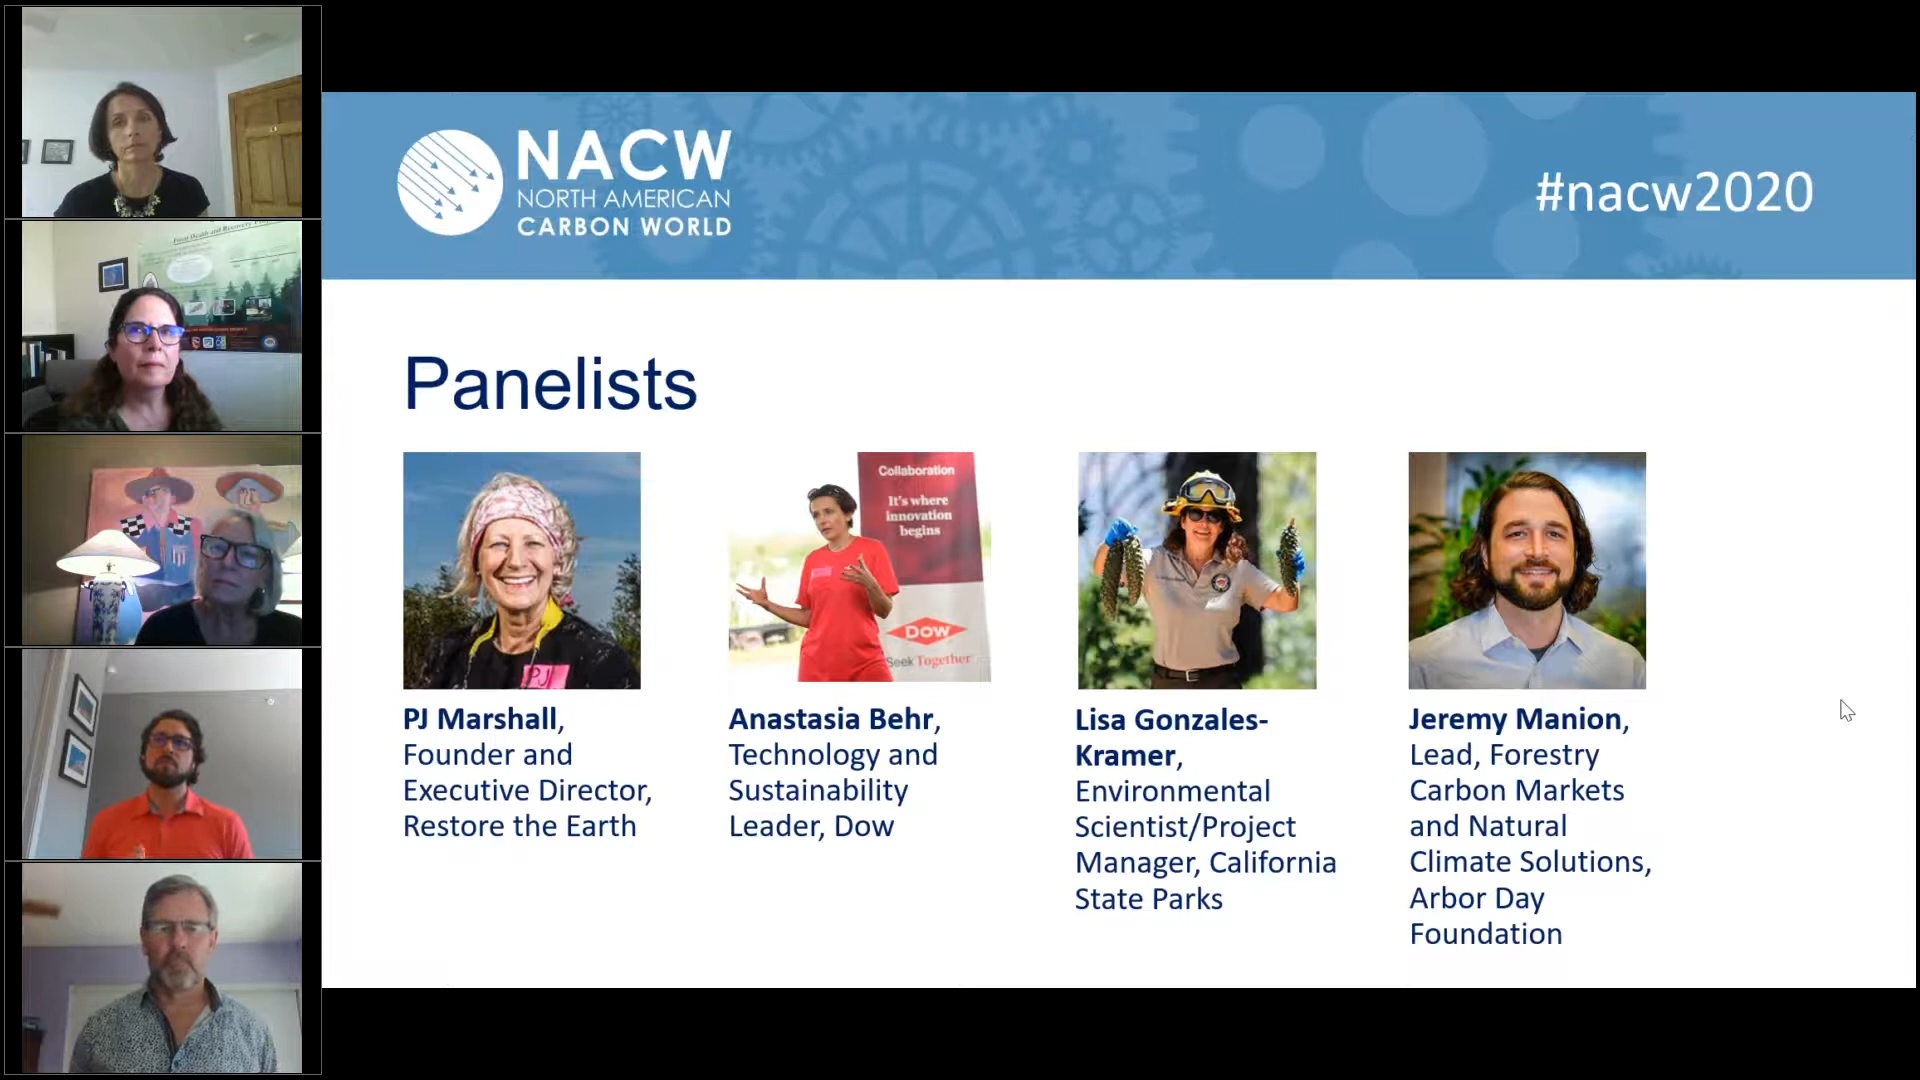 NACW
NORTH AMERICAN
CARBON WORLD
#nacw2020
Panelists
Collaboration
It's where
innovation
begins
DOW
Seek Together
PJ
PJ Marshall,
Founder and
Executive Director,
Restore the Earth
Anastasia Behr,
Technology and
Sustainability
Leader, Dow
Lisa Gonzales-
Kramer,
Environmental
Scientist/Project
Manager, California
State Parks
Jeremy Manion,
Lead, Forestry
Carbon Markets
and Natural
Climate Solutions,
Arbor Day
Foundation